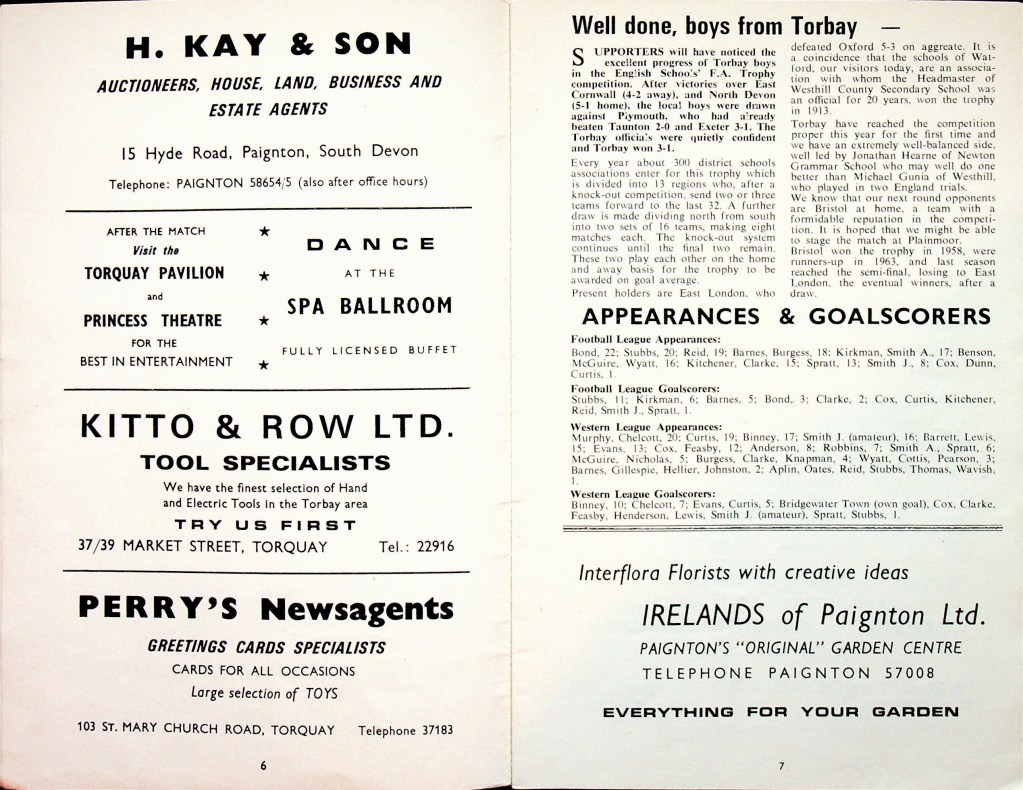 H. KAY & SON
AUCTIONEERS, HOUSE, LAND, BUSINESS AND
ESTATE AGENTS
15 Hyde Road, Paignton, South Devon
Telephone: PAIGNTON 58654/5 (also after office hours)
AFTER THE MATCH
Visit the
TORQUAY PAVILION
and
PRINCESS THEATRE
FOR THE
BEST IN ENTERTAINMENT
★
★
★
★
DANCE
AT THE
SPA BALLROOM
FULLY LICENSED BUFFET
KITTO & ROW LTD.
TOOL SPECIALISTS
We have the finest selection of Hand
and Electric Tools in the Torbay area
TRY US FIRST
37/39 MARKET STREET, TORQUAY Tel.: 22916
PERRY'S Newsagents
GREETINGS CARDS SPECIALISTS
CARDS FOR ALL OCCASIONS
Large selection of TOYS
103 ST. MARY CHURCH ROAD, TORQUAY Telephone 37183
6
Well done, boys from Torbay —
SUPPORTERS will have noticed the
excellent progress of Torbay boys
in the English Schools' F.A. Trophy
competition. After victories over East
Cornwall (4-2 away), and North Devon
(5-1 home), the local boys were drawn
against Plymouth, who had already
beaten Taunton 2-0 and Exeter 3-1. The
Torbay officials were quietly confident
and Torbay won 3-1.
Every year about 300 district schools
associations enter for this trophy which
is divided into 13 regions who, after a
knock-out competition, send two or three
teams forward to the last 32. A further
draw is made dividing north from south
into two sets of 16 teams, making eight
matches each. The knock-out system
continues until the final two remain.
These two play each other on the home
and away basis for the trophy to be
awarded on goal average.
Present holders are East London, who
defeated Oxford 5-3 on aggreate. It is
a coincidence that the schools of Wat-
ford, our visitors today, are an associa-
tion with whom the Headmaster of
Westhill County Secondary School was
an official for 20 years, won the trophy
in 1913.
Torbay have reached the competition
proper this year for the first time and
we have an extremely well-balanced side,
well led by Jonathan Hearne of Newton
Grammar School who may well do one
better than Michael Gunia of Westhill,
who played in two England trials.
We know that our next round opponents
are Bristol at home, a team with a
formidable reputation in the competi-
tion. It is hoped that we might be able
to stage the match at Plainmoor.
Bristol won the trophy in 1958, were
runners-up in 1963, and last season
reached the semi-final, losing to East
London, the eventual winners, after a
draw.
APPEARANCES & GOALSCORERS
Football League Appearances:
Bond, 22; Stubbs, 20; Reid, 19; Barnes, Burgess, 18; Kirkman, Smith A., 17; Benson,
McGuire, Wyatt, 16; Kitchener, Clarke, 15; Spratt, 13; Smith J., 8; Cox, Dunn,
Curtis, 1.
Football League Goalscorers:
Stubbs, 11; Kirkman, 6; Barnes, 5; Bond, 3; Clarke, 2; Cox, Curtis, Kitchener,
Reid, Smith J., Spratt, 1.
Western League Appearances:
Murphy, Chelcott, 20; Curtis, 19; Binney, 17; Smith J. (amateur), 16; Barrett, Lewis,
15; Evans, 13; Cox, Feasby, 12; Anderson, 8; Robbins, 7; Smith A., Spratt, 6;
McGuire, Nicholas, 5; Burgess, Clarke, Knapman, 4; Wyatt, Cottis, Pearson, 3;
Barnes, Gillespie, Hellier, Johnston, 2; Aplin, Oates, Reid, Stubbs, Thomas, Wavish,
1.
Western League Goalscorers:
Binney, 10; Chelcott, 7; Evans, Curtis, 5; Bridgewater Town (own goal), Cox, Clarke,
Feasby, Henderson, Lewis, Smith J. (amateur), Spratt, Stubbs, 1.
Interflora Florists with creative ideas
IRELANDS of Paignton Ltd.
PAIGNTON'S "ORIGINAL" GARDEN CENTRE
TELEPHONE PAIGNTON 57008
EVERYTHING FOR YOUR GARDEN
7